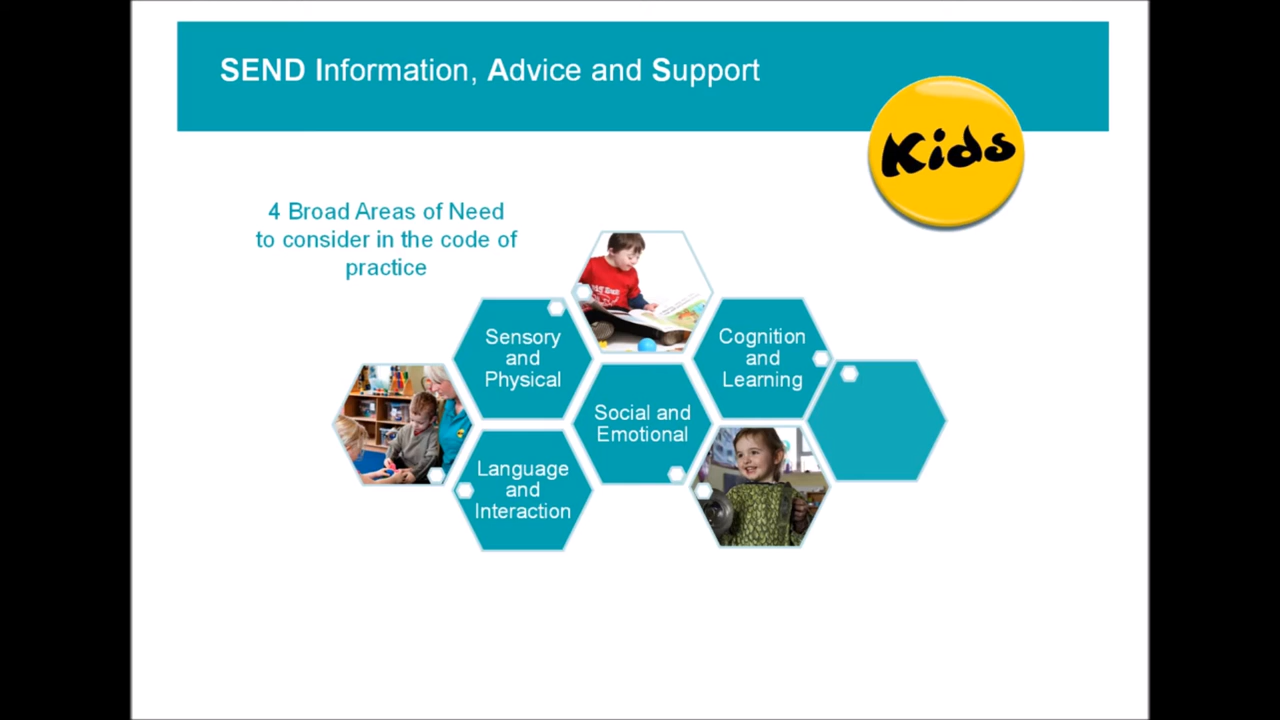 SEND Information, Advice and Support
Kids
4 Broad Areas of Need
to consider in the code of
practice
Sensory
and
Physical
Cognition
and
Learning
Social and
Emotional
Language
and
Interaction